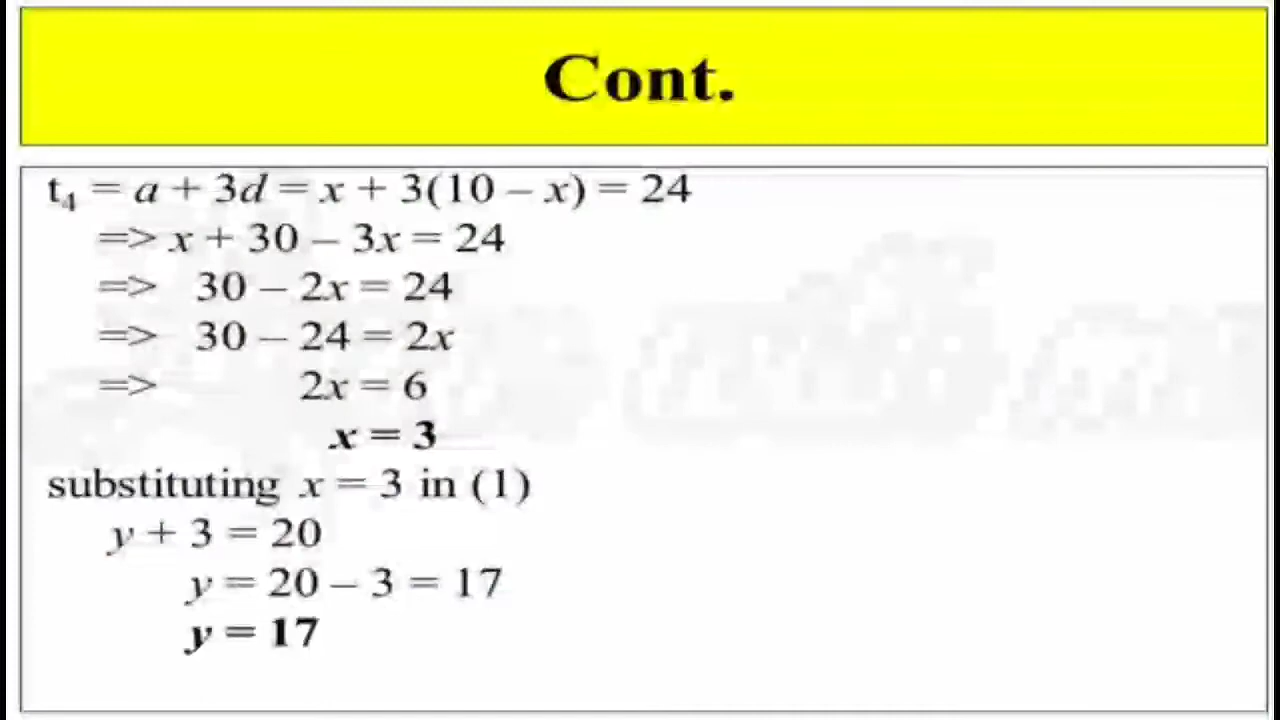 Cont.
t₄ = a + 3d = x + 3(10 – x) = 24
=> x + 30 – 3x = 24
=> 30 – 2x = 24
=> 30 – 24 = 2x
=> 2x = 6
x = 3
substituting x = 3 in (1)
y + 3 = 20
y = 20 – 3 = 17
y = 17